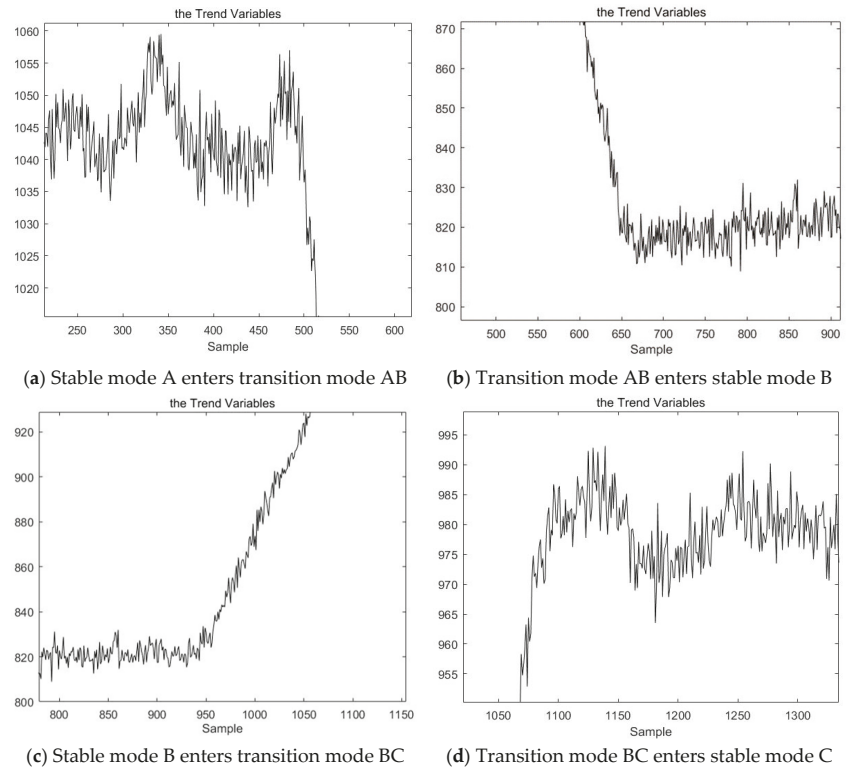 the Trend Variables
1060
1055
1050
1045
1040
1035
1030
1025
1020
250 300 350 400 450 500 550 600
Sample
(a) Stable mode A enters transition mode AB
the Trend Variables
870
860
850
840
830
820
810
800
500 550 600 650 700 750 800 850 900
Sample
(b) Transition mode AB enters stable mode B
the Trend Variables
920
900
880
860
840
820
800
800 850 900 950 1000 1050 1100 1150
Sample
(c) Stable mode B enters transition mode BC
the Trend Variables
995
990
985
980
975
970
965
960
955
1050 1100 1150 1200 1250 1300
Sample
(d) Transition mode BC enters stable mode C